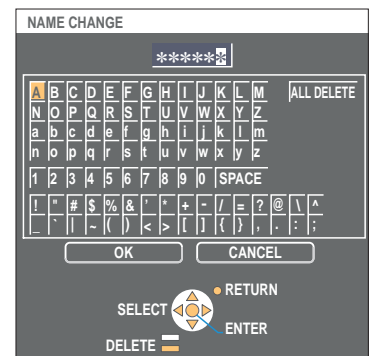 NAME CHANGE
******
A B C D E F G H I J K L M ALL DELETE
N O P Q R S T U V W X Y Z
a b c d e f g h i j k l m
n o p q r s t u v w x y z
1 2 3 4 5 6 7 8 9 0 SPACE
! " # $ % & ' * + - / = ? @ \ ^
_ ` | ~ ( ) < > [ ] { } , . : ;
OK CANCEL
RETURN
SELECT
ENTER
DELETE